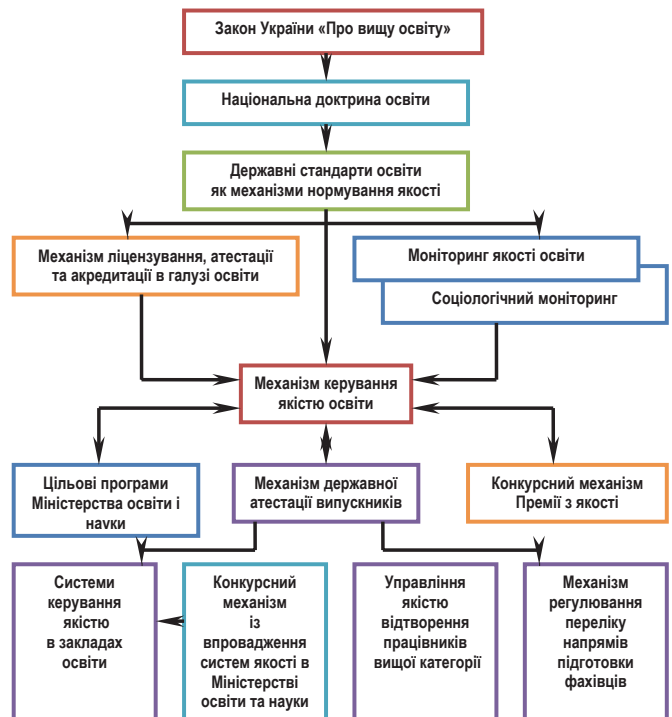 Закон України «Про вищу освіту»
Національна доктрина освіти
Державні стандарти освіти
як механізми нормування якості
Механізм ліцензування, атестації
та акредитації в галузі освіти
Моніторинг якості освіти
Соціологічний моніторинг
Механізм керування
якістю освіти
Цільові програми
Міністерства освіти і
науки
Механізм державної
атестації випускників
Конкурсний механізм
Премії з якості
Системи
керування
якістю
в закладах
освіти
Конкурсний
механізм
із
впровадження
систем якості в
Міністерстві
освіти та науки
Управління
якістю
відтворення
працівників
вищої категорії
Механізм
регулювання
переліку
напрямів
підготовки
фахівців